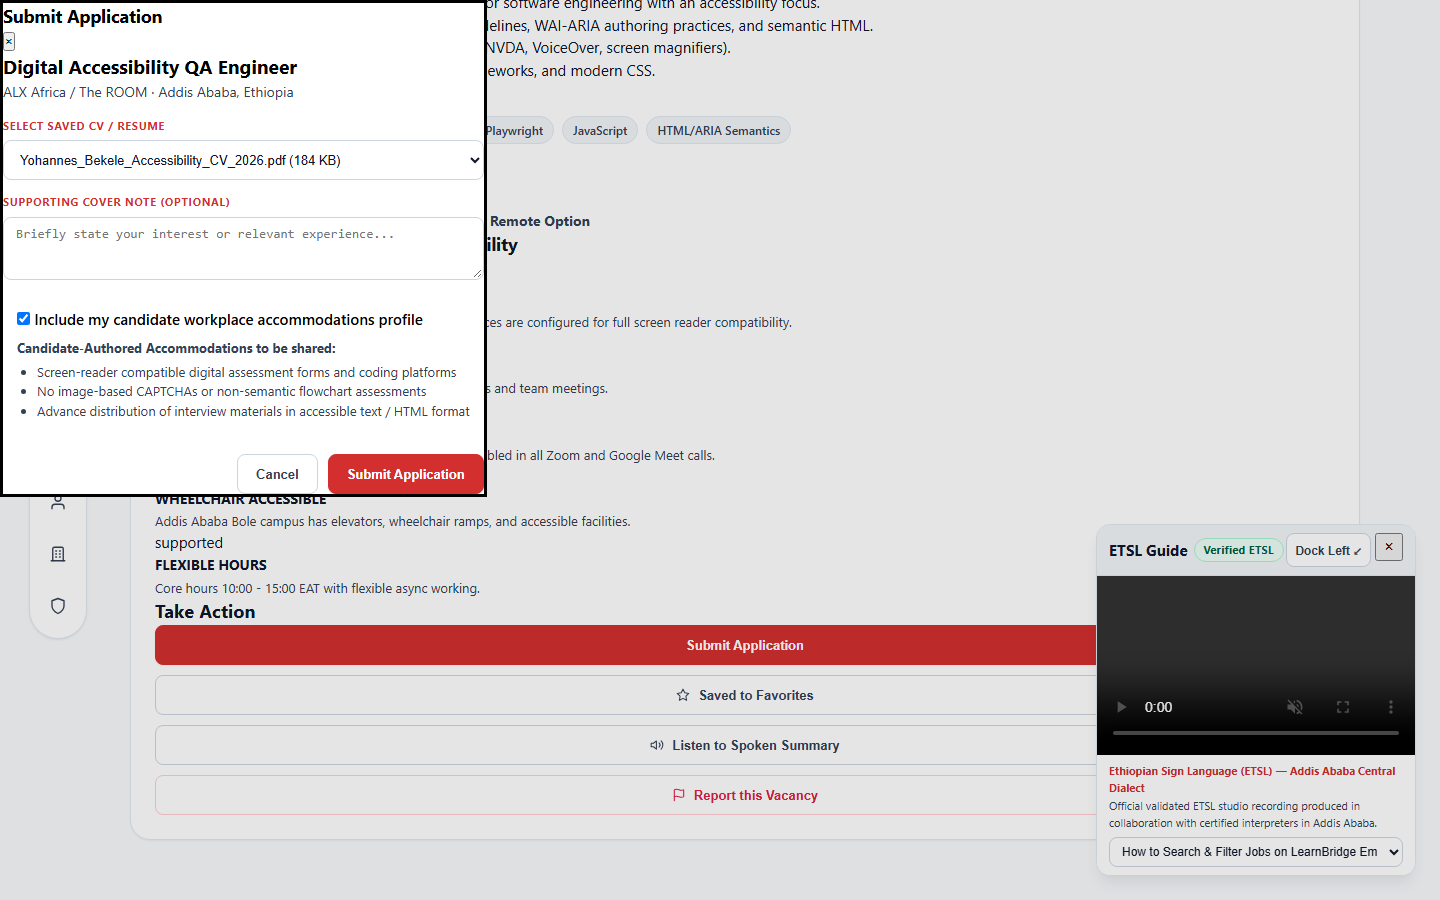 Submit Application
×
Digital Accessibility QA Engineer
ALX Africa / The ROOM · Addis Ababa, Ethiopia
SELECT SAVED CV / RESUME
Yohannes_Bekele_Accessibility_CV_2026.pdf (184 KB)
SUPPORTING COVER NOTE (OPTIONAL)
Briefly state your interest or relevant experience...
Include my candidate workplace accommodations profile
Candidate-Authored Accommodations to be shared:
Screen-reader compatible digital assessment forms and coding platforms
No image-based CAPTCHAs or non-semantic flowchart assessments
Advance distribution of interview materials in accessible text / HTML format
Cancel
Submit Application
or software engineering with an accessibility focus.
elines, WAI-ARIA authoring practices, and semantic HTML.
NVDA, VoiceOver, screen magnifiers).
eworks, and modern CSS.
Playwright
JavaScript
HTML/ARIA Semantics
Remote Option
ility
ces are configured for full screen reader compatibility.
s and team meetings.
bled in all Zoom and Google Meet calls.
WHEELCHAIR ACCESSIBLE
Addis Ababa Bole campus has elevators, wheelchair ramps, and accessible facilities.
supported
FLEXIBLE HOURS
Core hours 10:00 - 15:00 EAT with flexible async working.
Take Action
Submit Application
Saved to Favorites
Listen to Spoken Summary
Report this Vacancy
ETSL Guide
Verified ETSL
Dock Left ↙
×
0:00
Ethiopian Sign Language (ETSL) — Addis Ababa Central
Dialect
Official validated ETSL studio recording produced in
collaboration with certified interpreters in Addis Ababa.
How to Search & Filter Jobs on LearnBridge Em